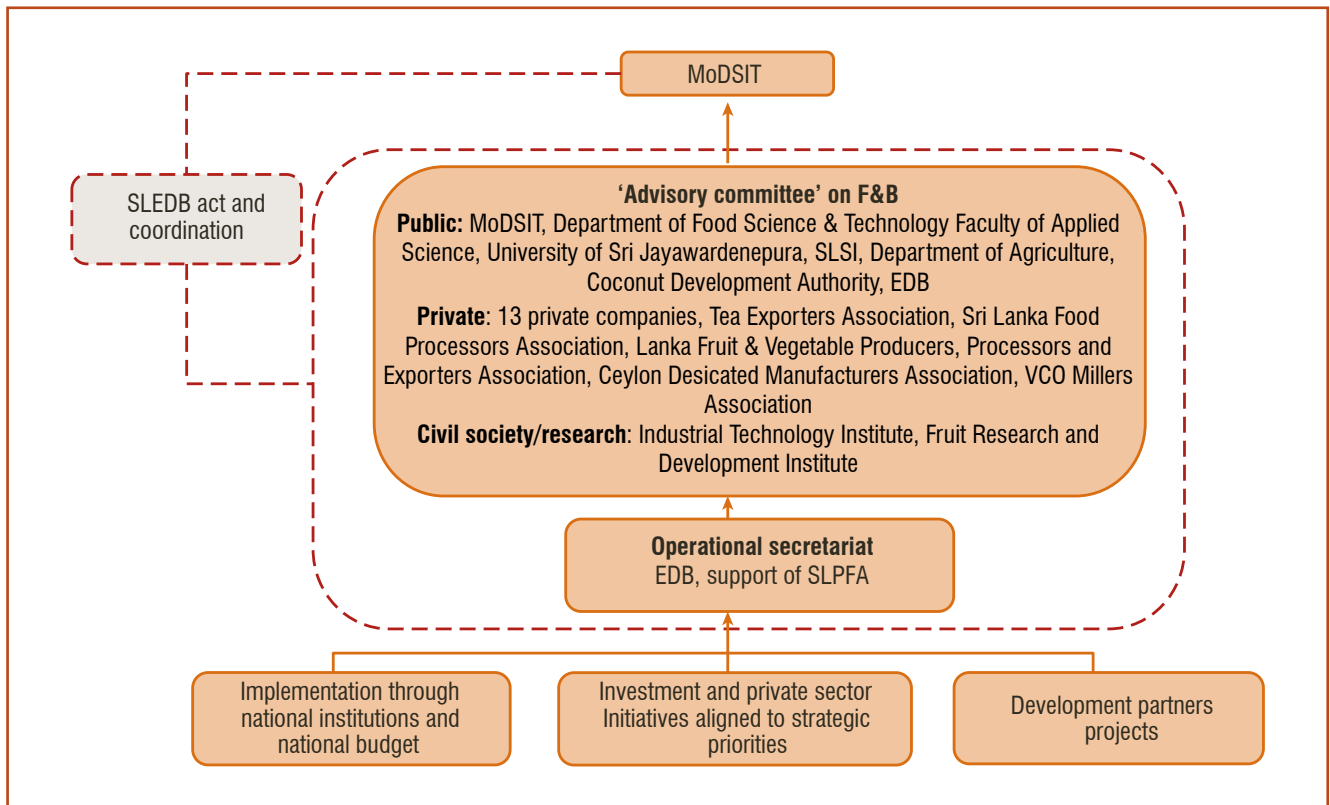 MoDSIT
SLEDB act and
coordination
‘Advisory committee’ on F&B
Public: MoDSIT, Department of Food Science & Technology Faculty of Applied
Science, University of Sri Jayawardenepura, SLSI, Department of Agriculture,
Coconut Development Authority, EDB
Private: 13 private companies, Tea Exporters Association, Sri Lanka Food
Processors Association, Lanka Fruit & Vegetable Producers, Processors and
Exporters Association, Ceylon Desicated Manufacturers Association, VCO Millers
Association
Civil society/research: Industrial Technology Institute, Fruit Research and
Development Institute
Operational secretariat
EDB, support of SLPFA
Implementation through
national institutions and
national budget
Investment and private sector
Initiatives aligned to strategic
priorities
Development partners
projects